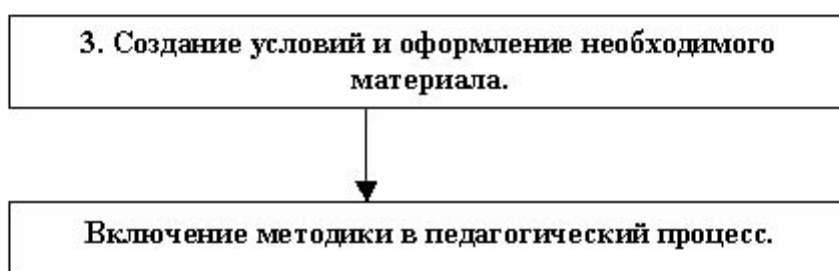 3. Создание условий и оформление необходимого
материала.
Включение методики в педагогический процесс.